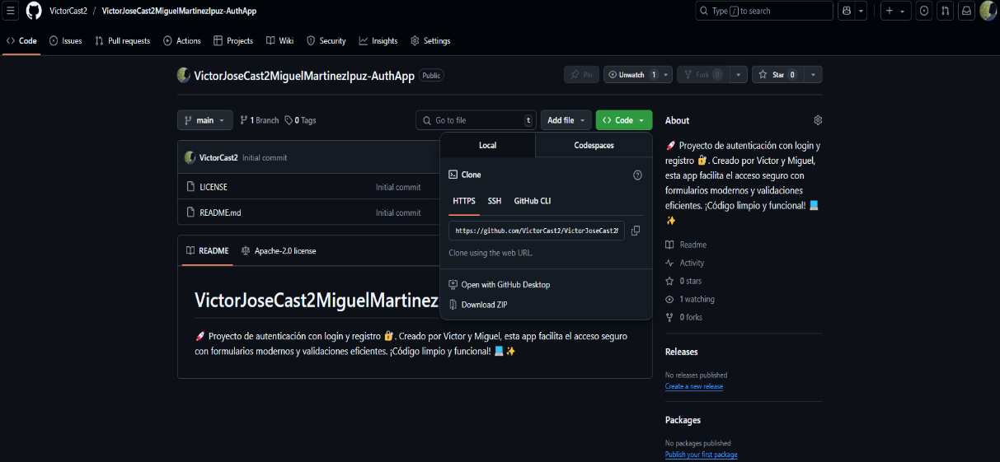 VictorCast2 / VictorJoseCast2MiguelMartinezIpuz-AuthApp
Type / to search
Code Issues Pull requests Actions Projects Wiki Security Insights Settings
VictorJoseCast2MiguelMartinezIpuz-AuthApp Public
Pin Unwatch 1 Fork 0 Star 0
main 1 Branch 0 Tags Go to file t Add file Code
VictorCast2 Initial commit
LICENSE Initial commit
README.md Initial commit
README Apache-2.0 license
VictorJoseCast2MiguelMartinez
🚀 Proyecto de autenticación con login y registro 🔐. Creado por Victor y Miguel, esta app facilita el acceso seguro
con formularios modernos y validaciones eficientes. ¡Código limpio y funcional! 💻✨
Local Codespaces
Clone
HTTPS SSH GitHub CLI
https://github.com/VictorCast2/VictorJoseCast2
Clone using the web URL.
Open with GitHub Desktop
Download ZIP
About
🚀 Proyecto de autenticación con login y
registro 🔐. Creado por Victor y Miguel,
esta app facilita el acceso seguro con
formularios modernos y validaciones
eficientes. ¡Código limpio y funcional! 💻
✨
Readme
Activity
0 stars
1 watching
0 forks
Releases
No releases published
Create a new release
Packages
No packages published
Publish your first package